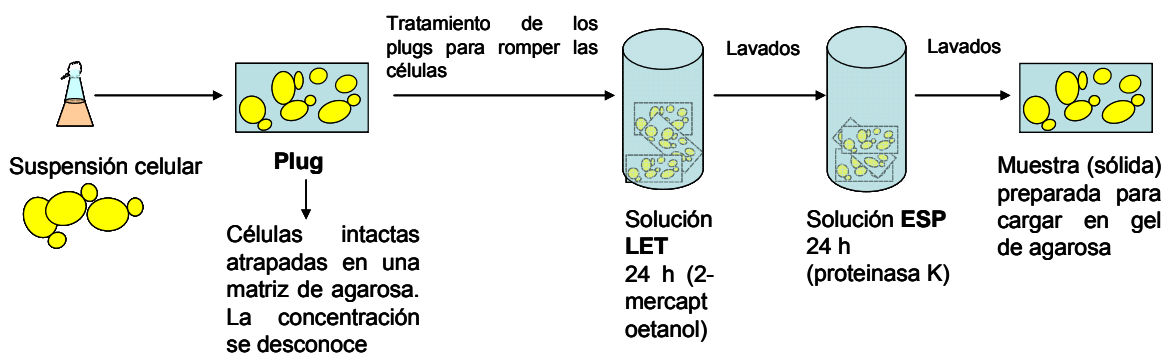 Suspensión celular
Plug
Células intactas
atrapadas en una
matriz de agarosa.
La concentración
se desconoce
Tratamiento de los
plugs para romper las
células
Solución
LET
24 h (2-
mercapt
oetanol)
Lavados
Solución ESP
24 h
(proteinasa K)
Lavados
Muestra (sólida)
preparada para
cargar en gel
de agarosa